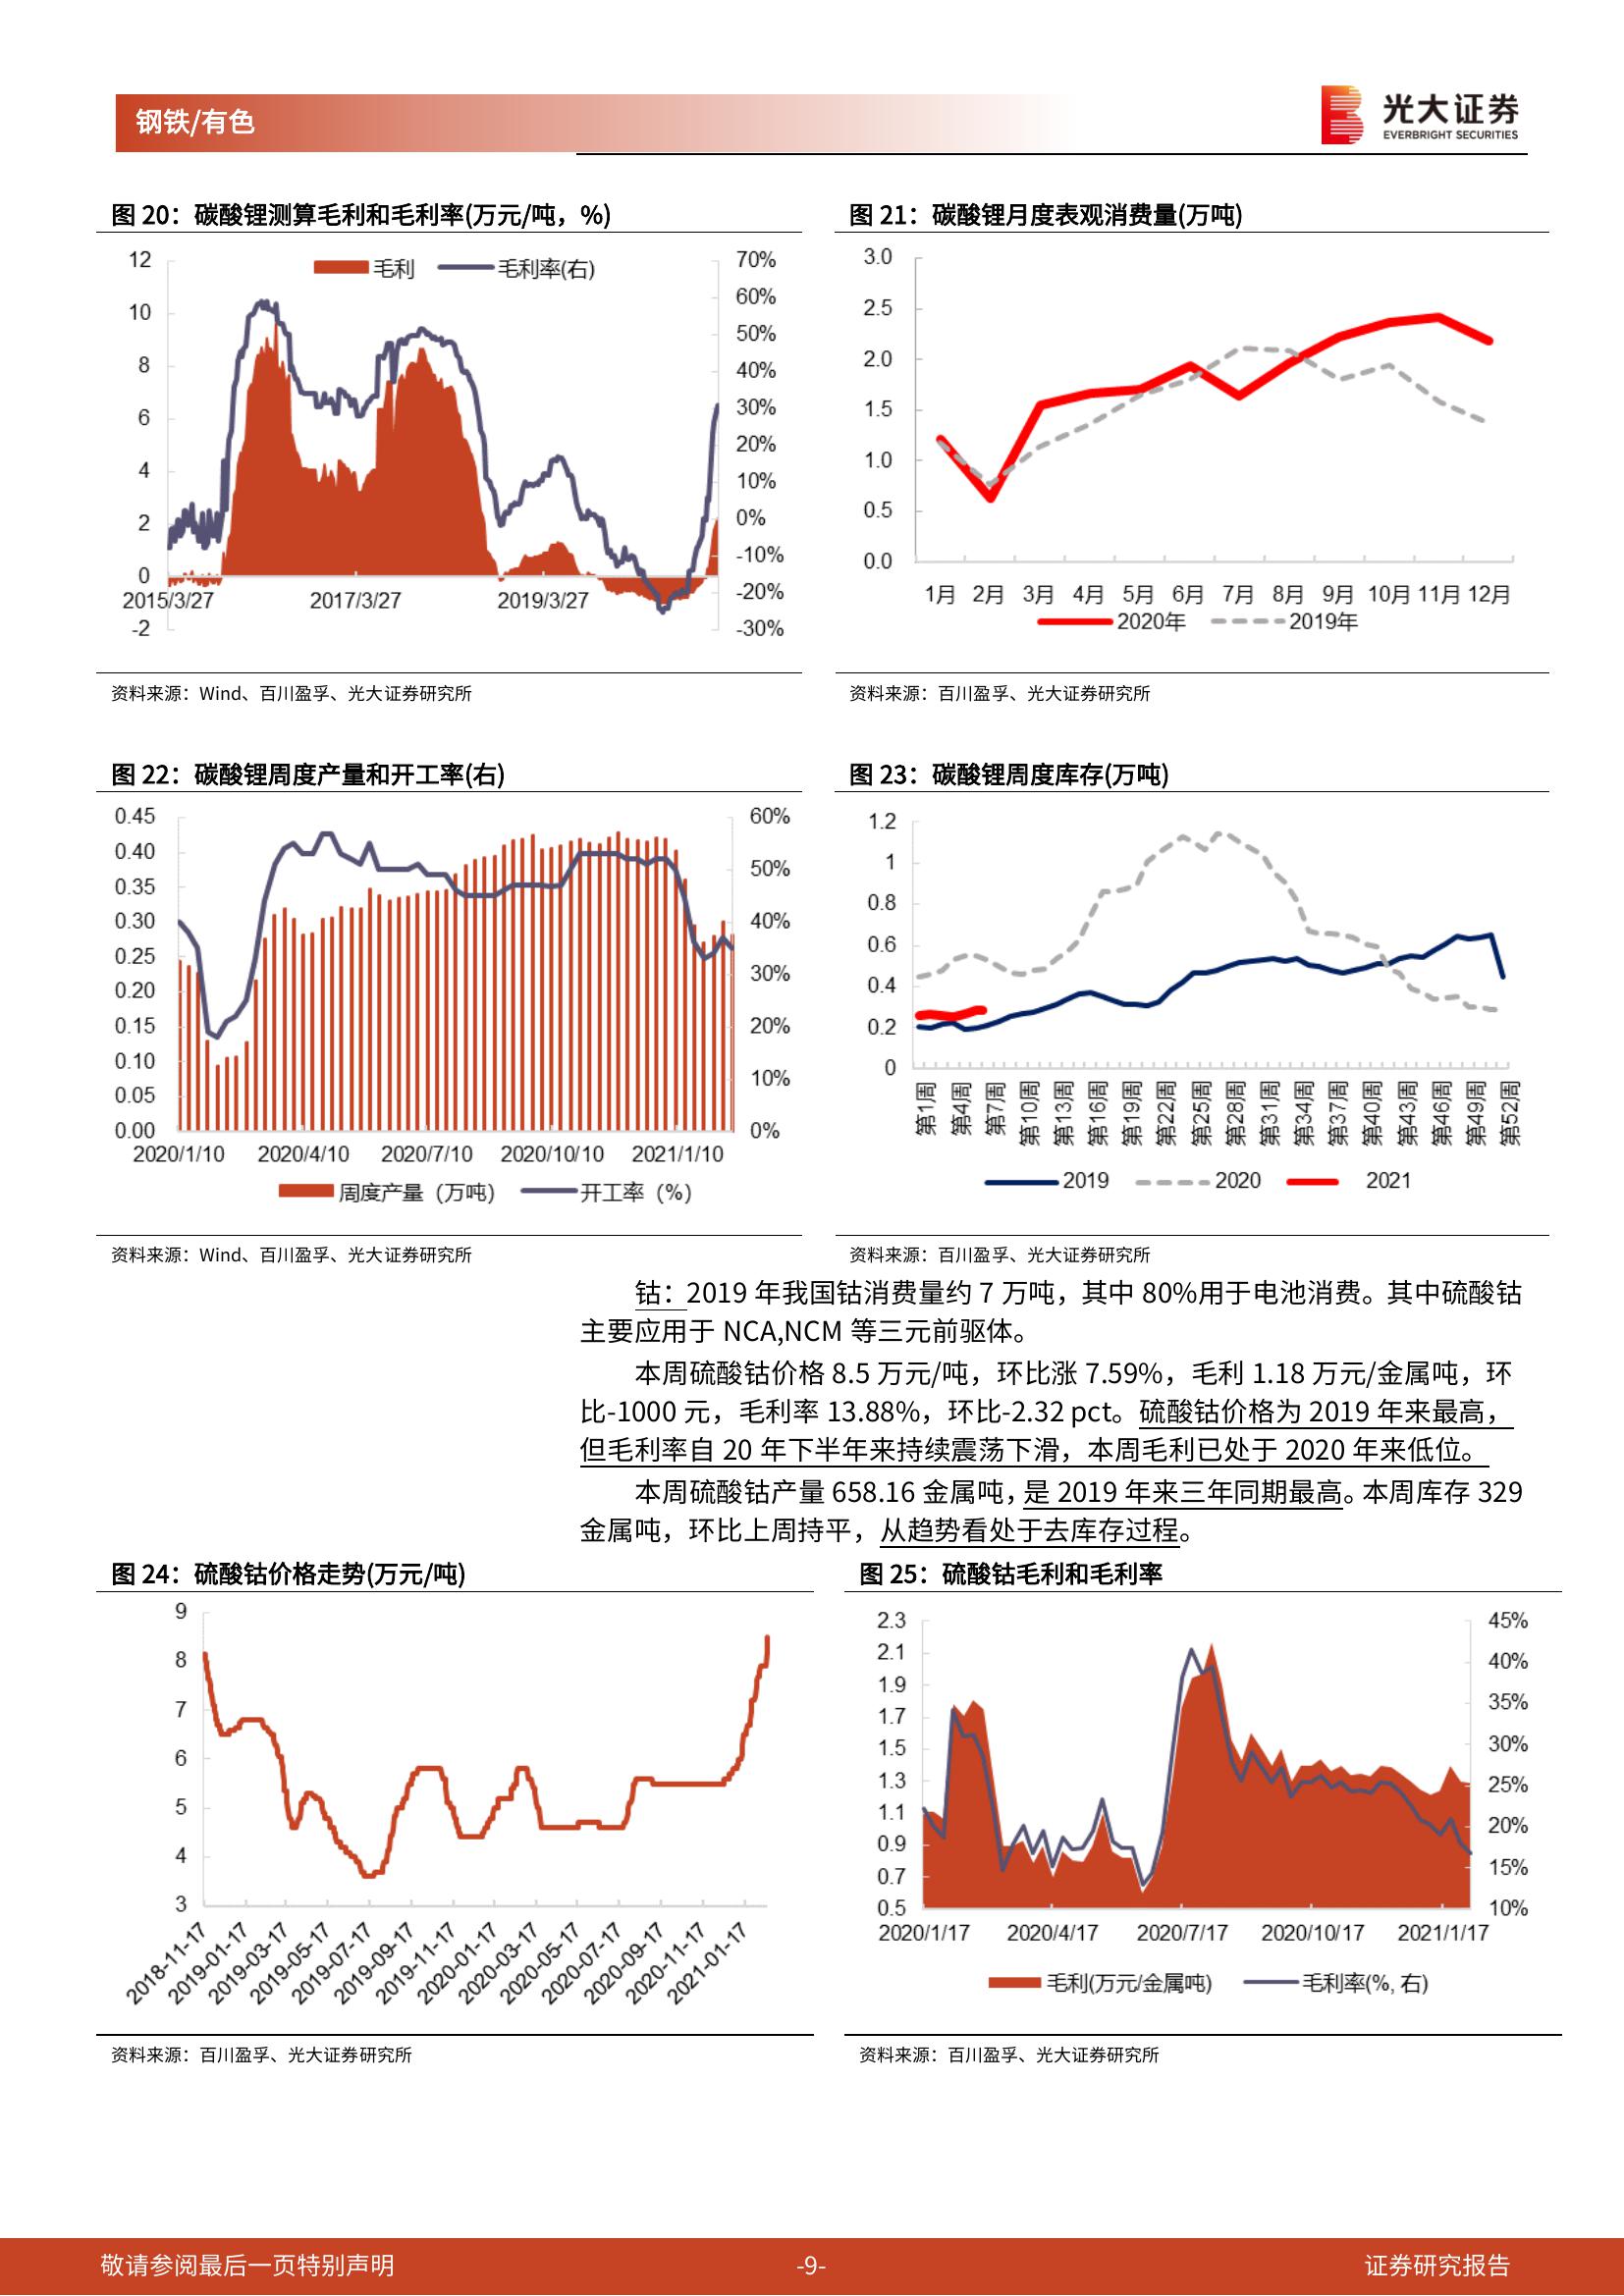 钢铁/有色
光大证券
EVERBRIGHT SECURITIES
图 20：碳酸锂测算毛利和毛利率(万元/吨，%)
12
10
8
6
4
2
0
-2
毛利
毛利率(右)
70%
60%
50%
40%
30%
20%
10%
0%
-10%
-20%
-30%
2015/3/27
2017/3/27
2019/3/27
资料来源：Wind、百川盈孚、光大证券研究所
图 21：碳酸锂月度表观消费量(万吨)
3.0
2.5
2.0
1.5
1.0
0.5
0.0
1月 2月 3月 4月 5月 6月 7月 8月 9月 10月 11月 12月
2020年
2019年
资料来源：百川盈孚、光大证券研究所
图 22：碳酸锂周度产量和开工率(右)
0.45
0.40
0.35
0.30
0.25
0.20
0.15
0.10
0.05
0.00
60%
50%
40%
30%
20%
10%
0%
2020/1/10 2020/4/10 2020/7/10 2020/10/10 2021/1/10
周度产量（万吨）
开工率（%）
资料来源：Wind、百川盈孚、光大证券研究所
图 23：碳酸锂周度库存(万吨)
1.2
1
0.8
0.6
0.4
0.2
0
第1周
第4周
第7周
第10周
第13周
第16周
第19周
第22周
第25周
第28周
第31周
第34周
第37周
第40周
第43周
第46周
第49周
第52周
2019
2020
2021
资料来源：百川盈孚、光大证券研究所
钴：2019 年我国钴消费量约 7 万吨，其中 80%用于电池消费。其中硫酸钴
主要应用于 NCA,NCM 等三元前驱体。
本周硫酸钴价格 8.5 万元/吨，环比涨 7.59%，毛利 1.18 万元/金属吨，环
比-1000 元，毛利率 13.88%，环比-2.32 pct。硫酸钴价格为 2019 年来最高，
但毛利率自 20 年下半年来持续震荡下滑，本周毛利已处于 2020 年来低位。
本周硫酸钴产量 658.16 金属吨，是 2019 年来三年同期最高。本周库存 329
金属吨，环比上周持平，从趋势看处于去库存过程。
图 24：硫酸钴价格走势(万元/吨)
9
8
7
6
5
4
3
2018-11-17
2019-01-17
2019-03-17
2019-05-17
2019-07-17
2019-09-17
2019-11-17
2020-01-17
2020-03-17
2020-05-17
2020-07-17
2020-09-17
2020-11-17
2021-01-17
资料来源：百川盈孚、光大证券研究所
图 25：硫酸钴毛利和毛利率
2.3
2.1
1.9
1.7
1.5
1.3
1.1
0.9
0.7
0.5
45%
40%
35%
30%
25%
20%
15%
10%
2020/1/17 2020/4/17 2020/7/17 2020/10/17 2021/1/17
毛利(万元/金属吨)
毛利率(%, 右)
资料来源：百川盈孚、光大证券研究所
敬请参阅最后一页特别声明
-9-
证券研究报告